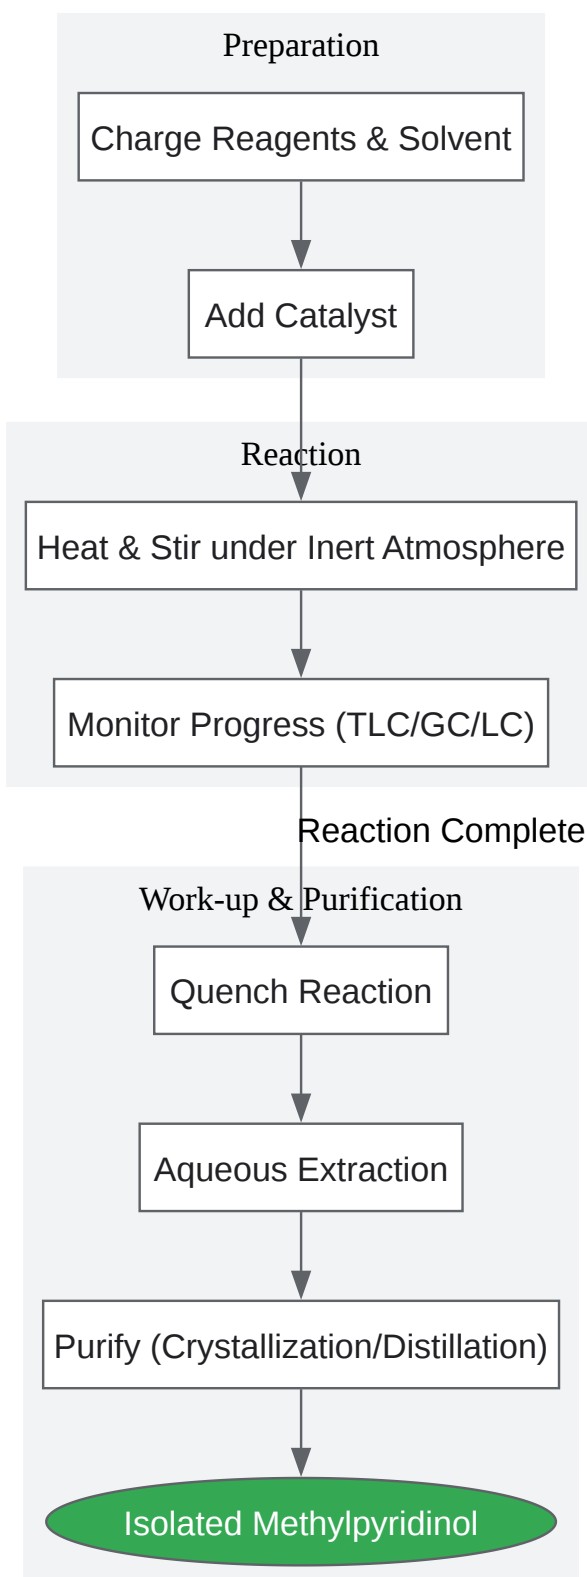 Preparation
Charge Reagents & Solvent
Add Catalyst
Reaction
Heat & Stir under Inert Atmosphere
Monitor Progress (TLC/GC/LC)
Reaction Complete
Work-up & Purification
Quench Reaction
Aqueous Extraction
Purify (Crystallization/Distillation)
Isolated Methylpyridinol